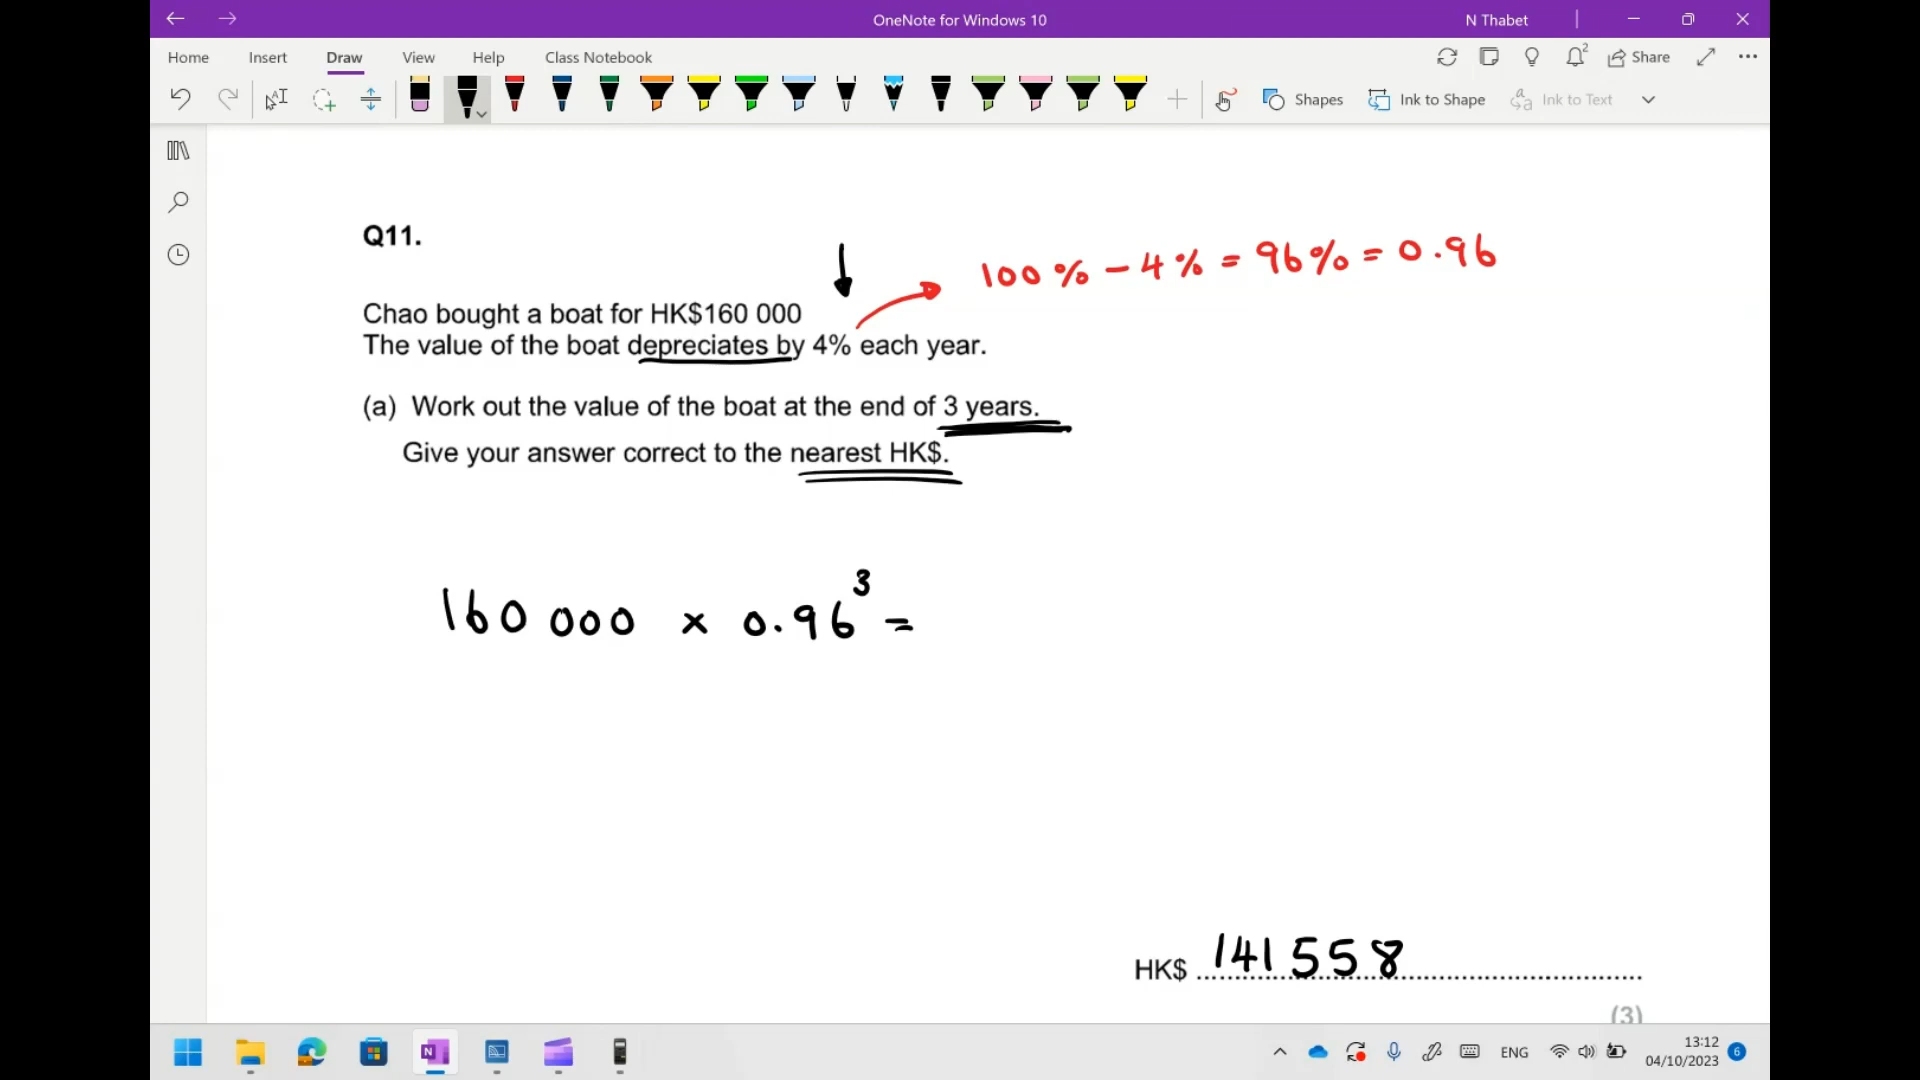 OneNote for Windows 10
N Thabet
Home Insert Draw View Help Class Notebook
2
Share
Shapes Ink to Shape Ink to Text
Q11.
100% - 4% = 96% = 0.96
Chao bought a boat for HK$160 000
The value of the boat depreciates by 4% each year.
(a) Work out the value of the boat at the end of 3 years.
Give your answer correct to the nearest HK$.
160 000 x 0.96³ =
HK$ 141 558
(3)
ENG
13:12
04/10/2023
6